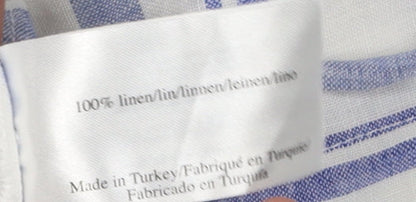 100% linen/lin/linnen/leinen/lino
Made in Turkey/Fabriqué en Turquie
Fabricado en Turquía